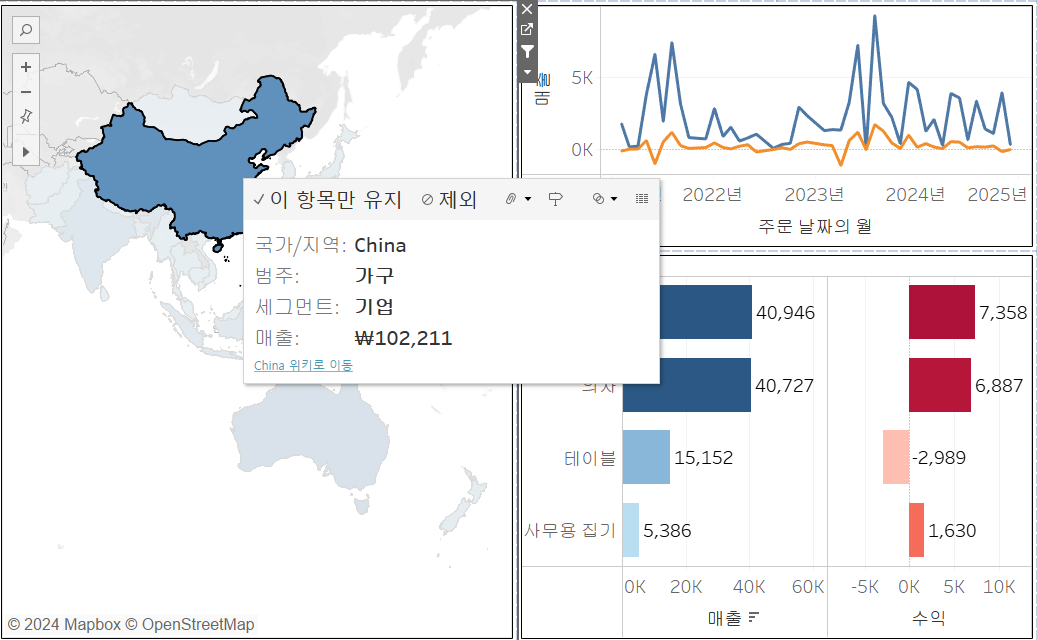 ✓이 항목만 유지 제외
국가/지역: China
범주: 가구
세그먼트: 기업
매출: ₩102,211
China 위키로 이동
© 2024 Mapbox © OpenStreetMap
매출
5K
0K
2022년 2023년 2024년 2025년
주문 날짜의 월
40,946 7,358
의자 40,727 6,887
테이블 15,152 -2,989
사무용 집기 5,386 1,630
0K 20K 40K 60K -5K 0K 5K 10K
매출 수익